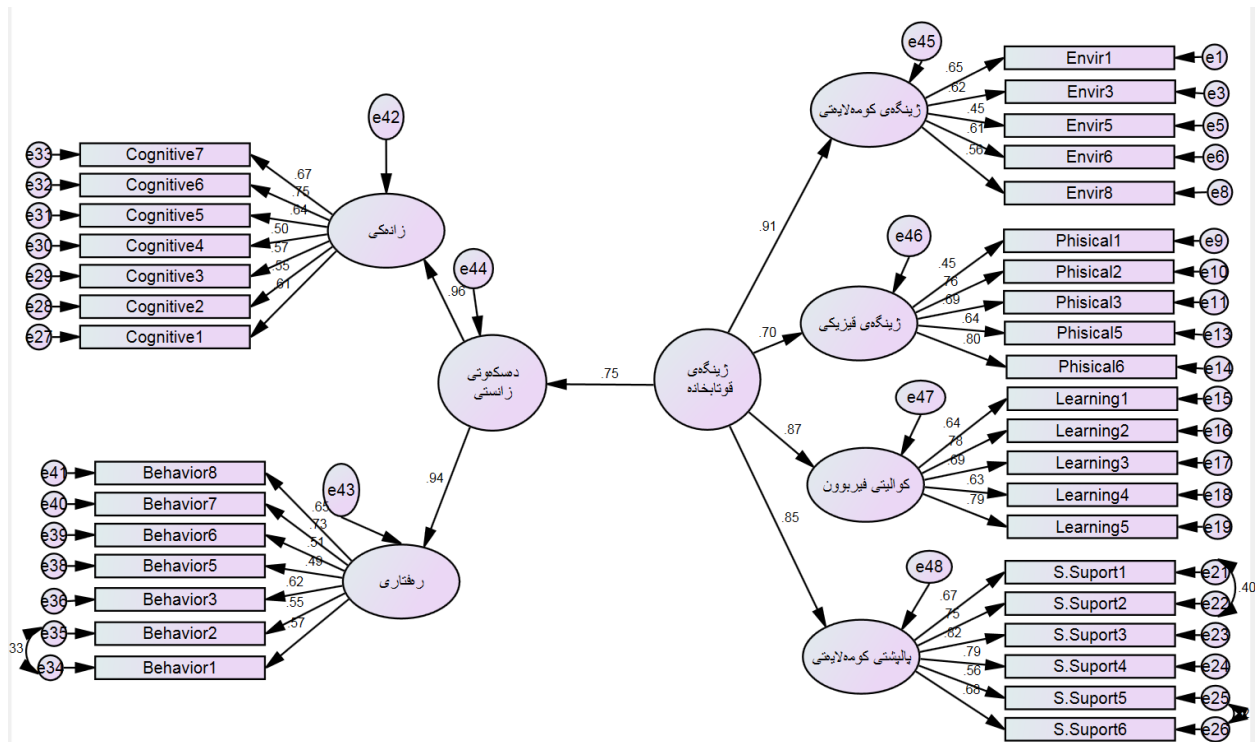 e42
e33
Cognitive7
.67
e32
Cognitive6
.75
e31
Cognitive5
.64
e30
Cognitive4
.50
e29
Cognitive3
.57
e28
Cognitive2
.55
e27
Cognitive1
.61
زانەکی
e44
.96
دەسکەوتی
زانستی
.94
e43
e41
Behavior8
.65
e40
Behavior7
.73
e39
Behavior6
.51
e38
Behavior5
.49
e36
Behavior3
.62
e35
Behavior2
.55
e34
Behavior1
.57
33
رەفتاری
.75
ژینگەی
قوتابخانە
.91
.70
.87
.85
e45
ژینگەی کومەلایەتی
.65
Envir1
e1
.62
Envir3
e3
.45
Envir5
e5
.61
Envir6
e6
.56
Envir8
e8
e46
ژینگەی ڤیزیکی
.45
Phisical1
e9
.76
Phisical2
e10
.69
Phisical3
e11
.64
Phisical5
e13
.80
Phisical6
e14
e47
کوالیتی فیربوون
.64
Learning1
e15
.78
Learning2
e16
.69
Learning3
e17
.63
Learning4
e18
.79
Learning5
e19
e48
پالپشتی کومەلایەتی
.67
S.Suport1
e21
.75
S.Suport2
e22
.40
.82
S.Suport3
e23
.79
S.Suport4
e24
.56
S.Suport5
e25
.68
S.Suport6
e26